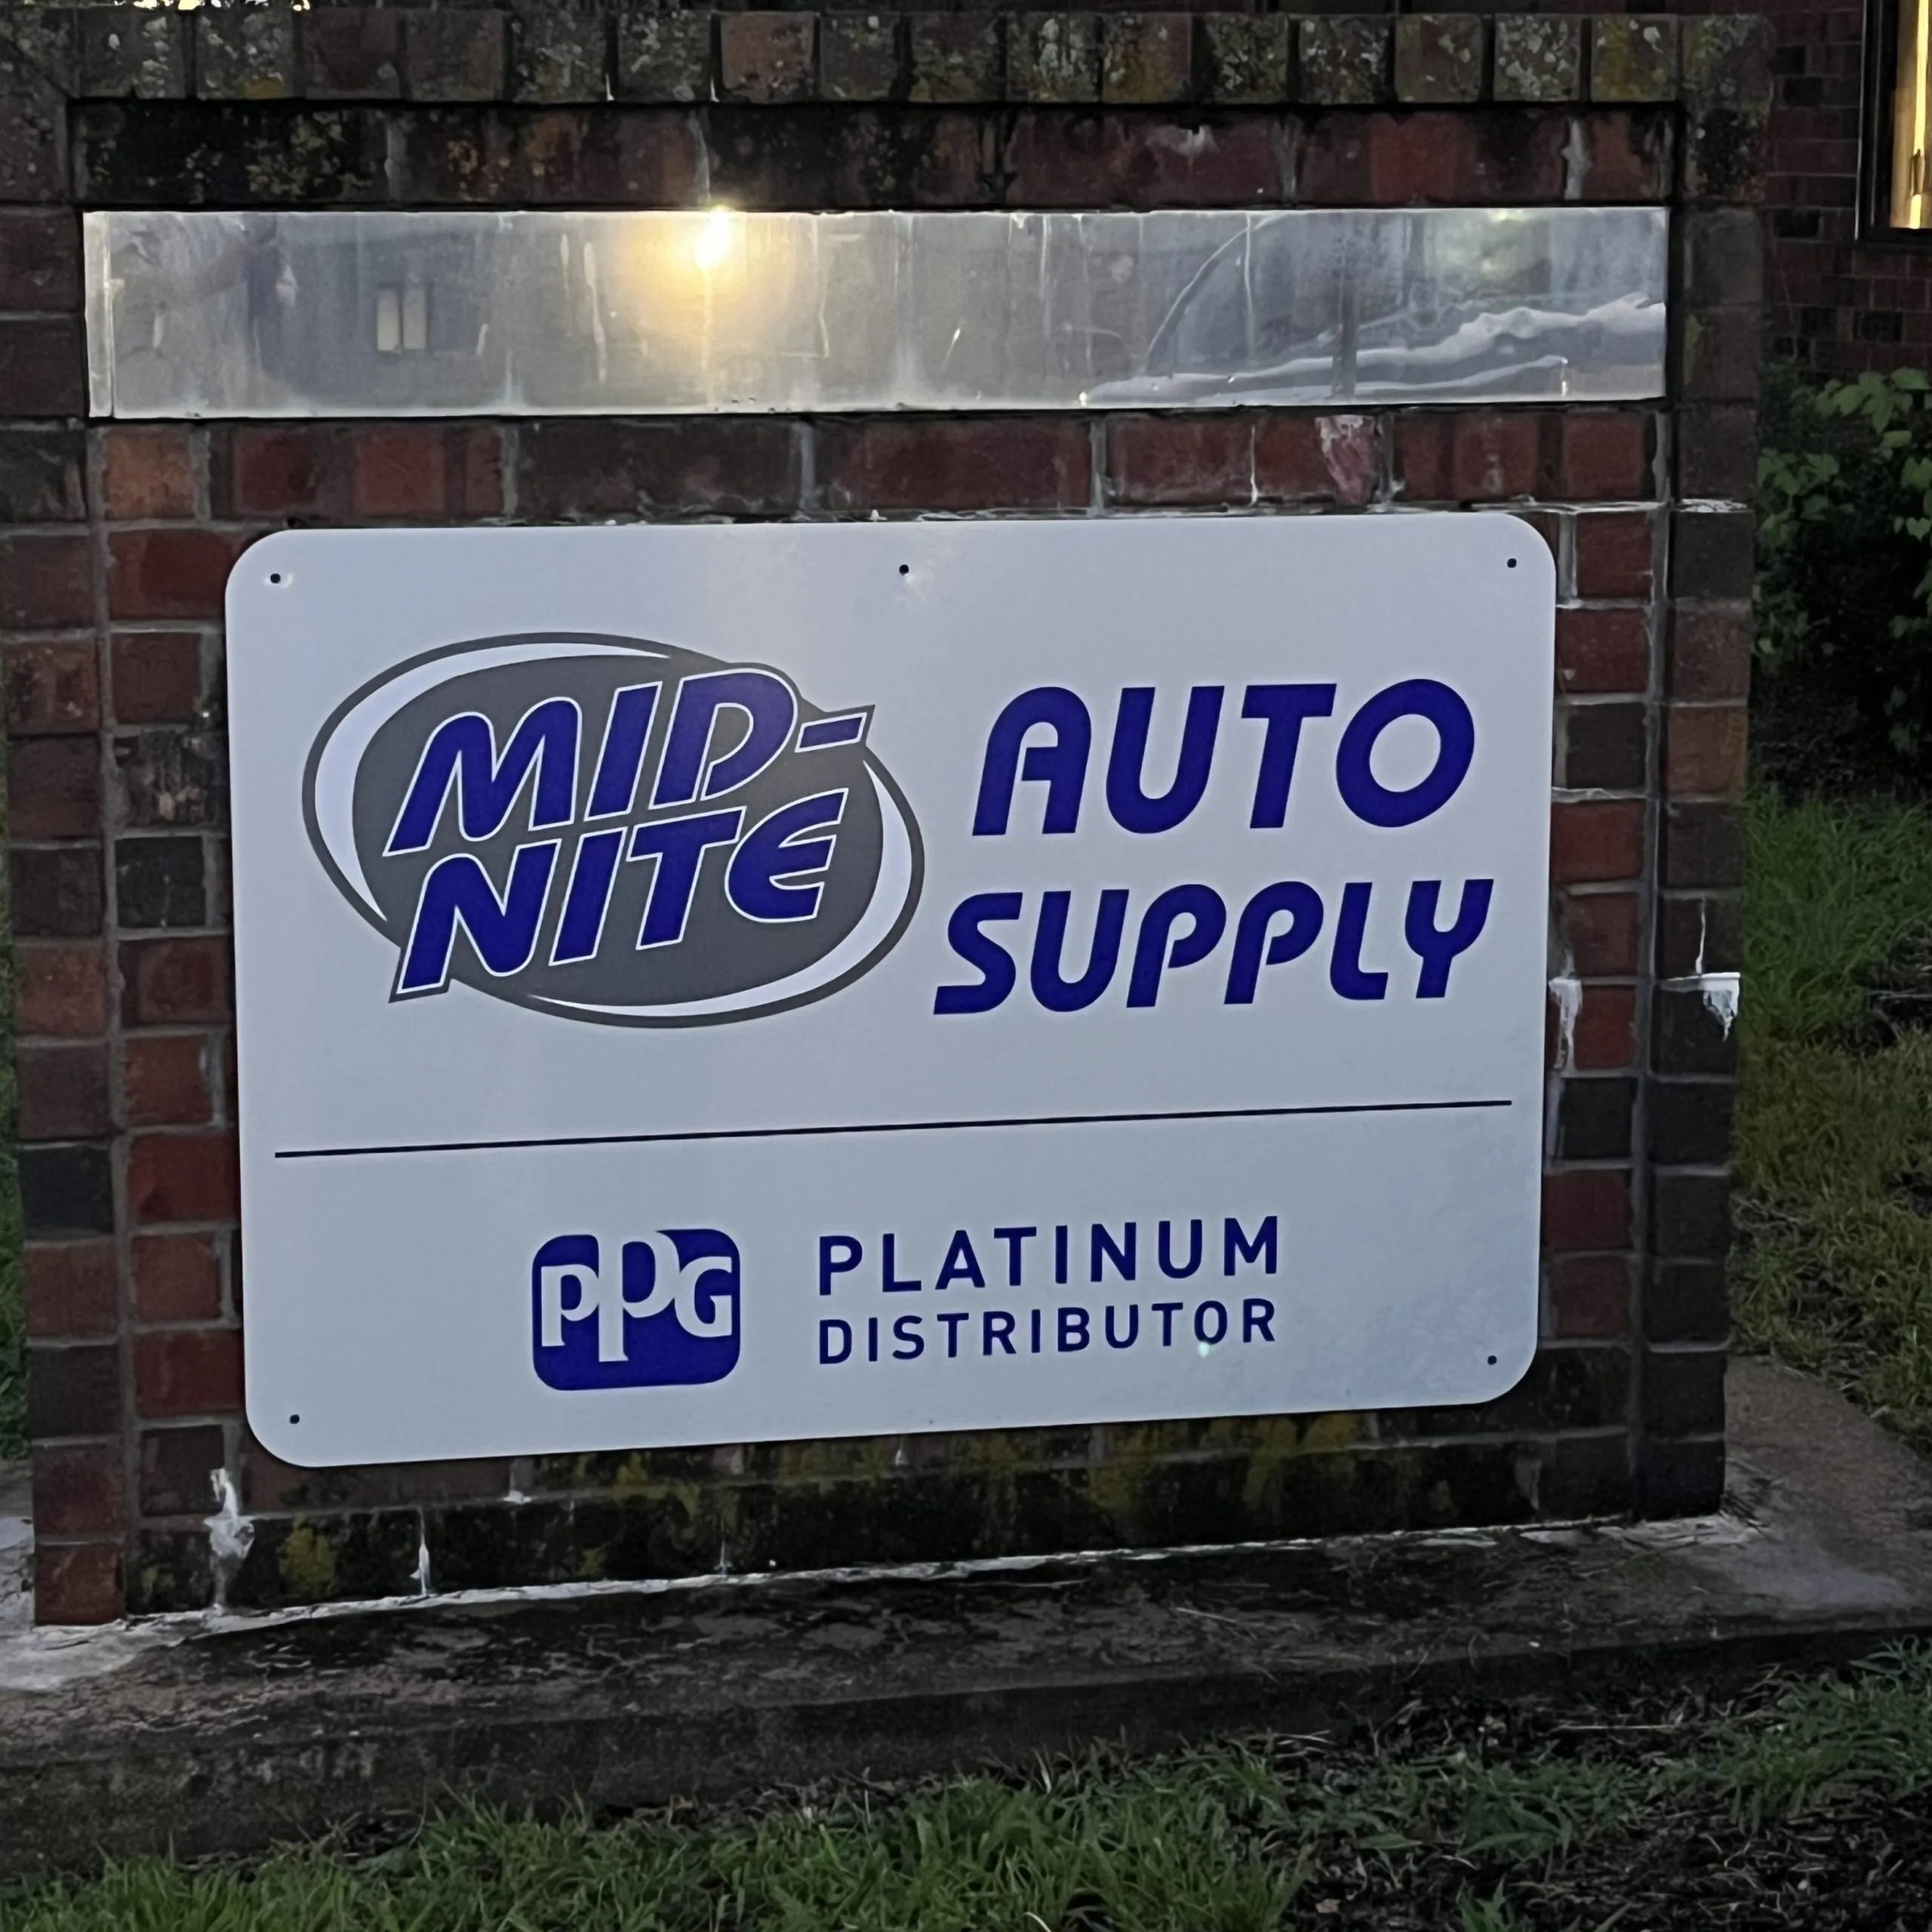 MID-
NITE
AUTO
SUPPLY
PPG
PLATINUM
DISTRIBUTOR